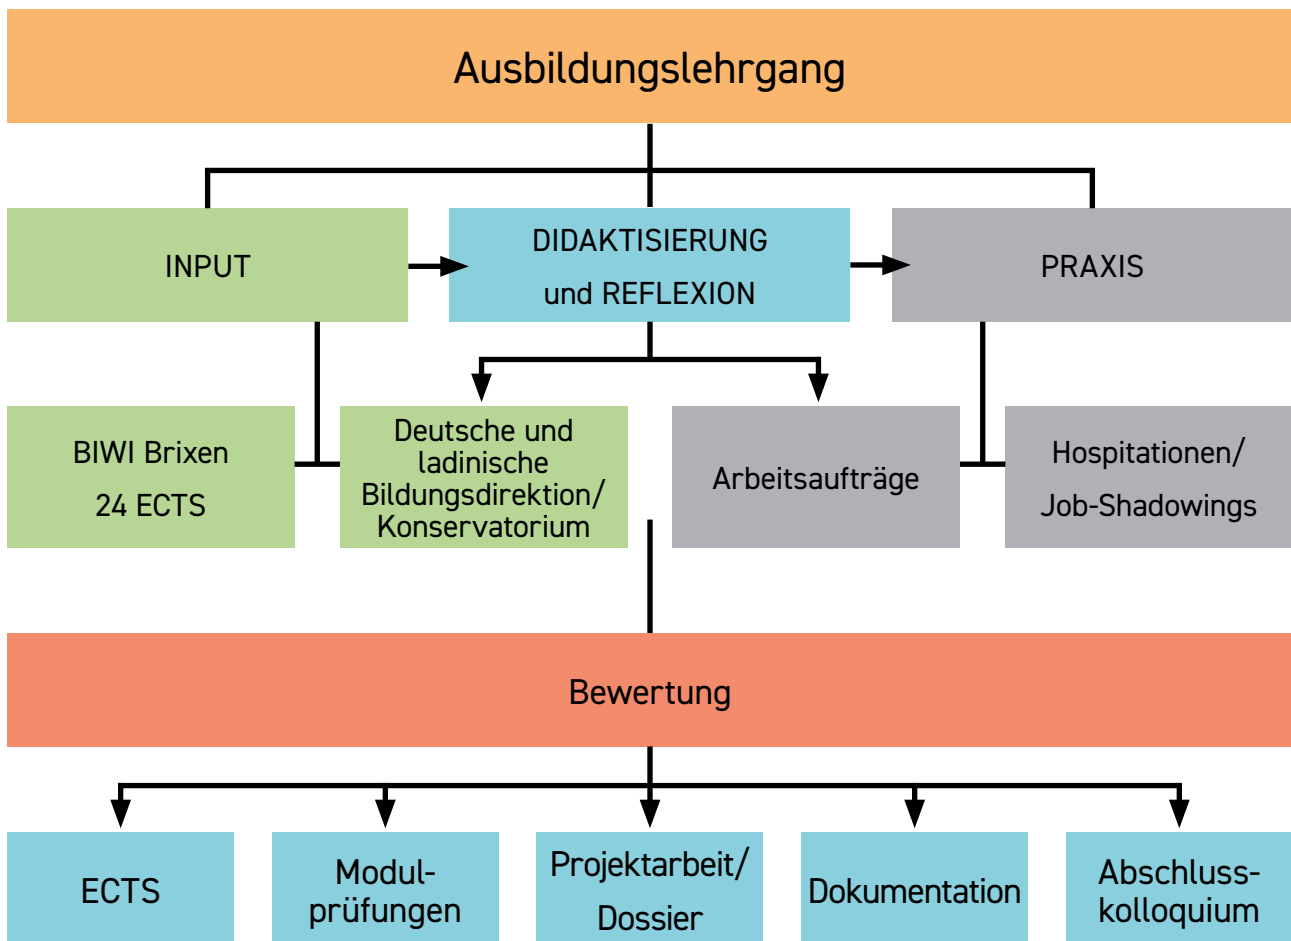 Ausbildungslehrgang
INPUT
DIDAKTISIERUNG
und REFLEXION
PRAXIS
BIWI Brixen
24 ECTS
Deutsche und
ladinische
Bildungsdirektion/
Konservatorium
Arbeitsaufträge
Hospitationen/
Job-Shadowings
Bewertung
ECTS
Modul-
prüfungen
Projektarbeit/
Dossier
Dokumentation
Abschluss-
kolloquium